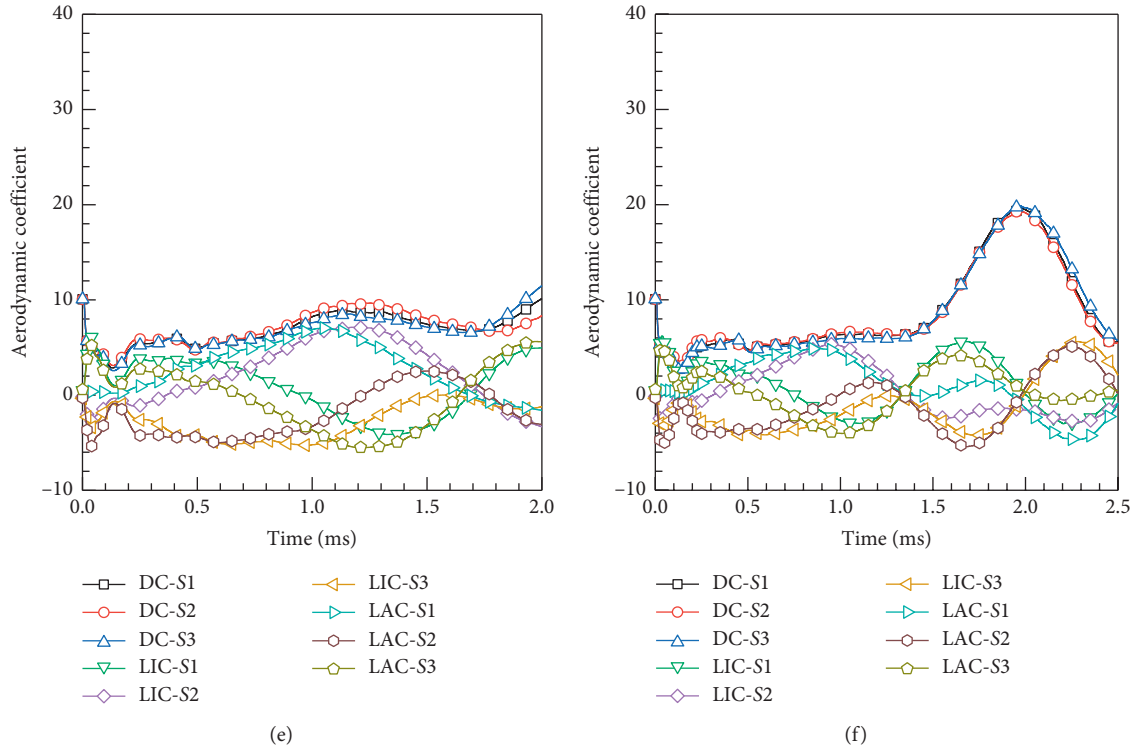 Aerodynamic coefficient
40
30
20
10
0
–10
0.0 0.5 1.0 1.5 2.0
Time (ms)
DC-S1
DC-S2
DC-S3
LIC-S1
LIC-S2
LIC-S3
LAC-S1
LAC-S2
LAC-S3
(e)
Aerodynamic coefficient
40
30
20
10
0
–10
0.0 0.5 1.0 1.5 2.0 2.5
Time (ms)
DC-S1
DC-S2
DC-S3
LIC-S1
LIC-S2
LIC-S3
LAC-S1
LAC-S2
LAC-S3
(f)